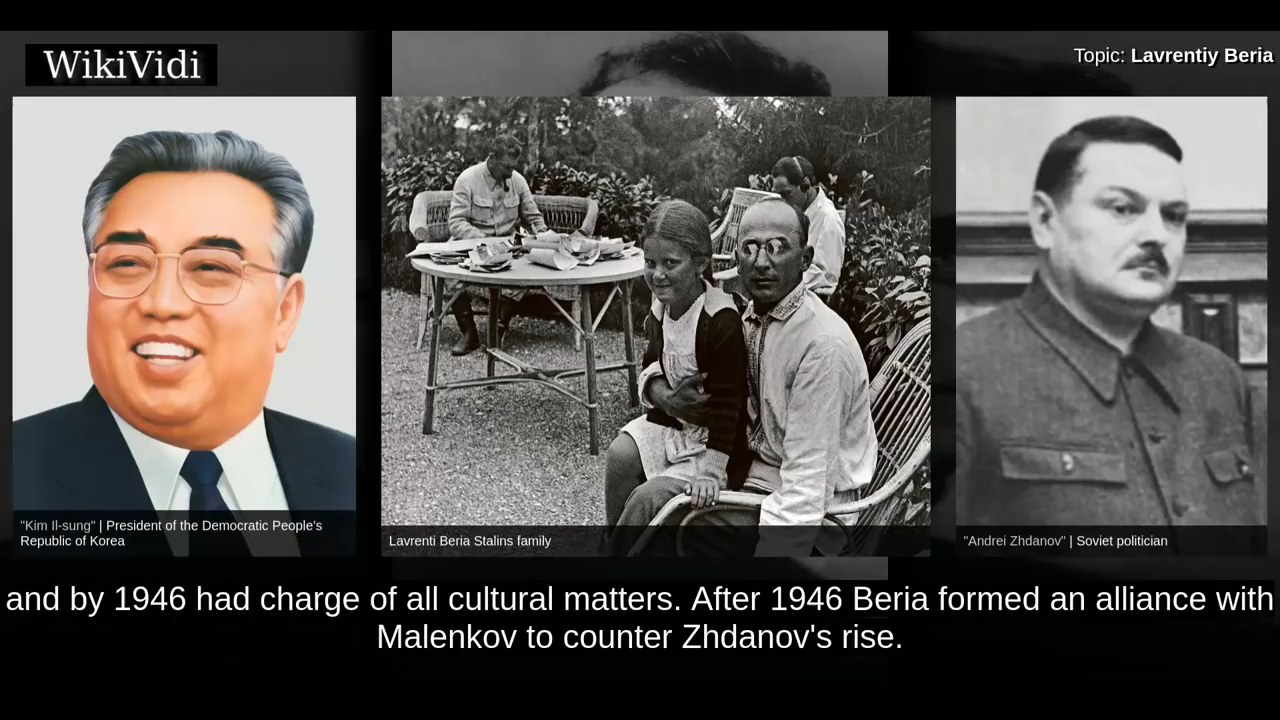 WikiVidi
Topic: Lavrentiy Beria
"Kim Il-sung" | President of the Democratic People's
Republic of Korea
Lavrenti Beria Stalins family
"Andrei Zhdanov" | Soviet politician
and by 1946 had charge of all cultural matters. After 1946 Beria formed an alliance with
Malenkov to counter Zhdanov's rise.